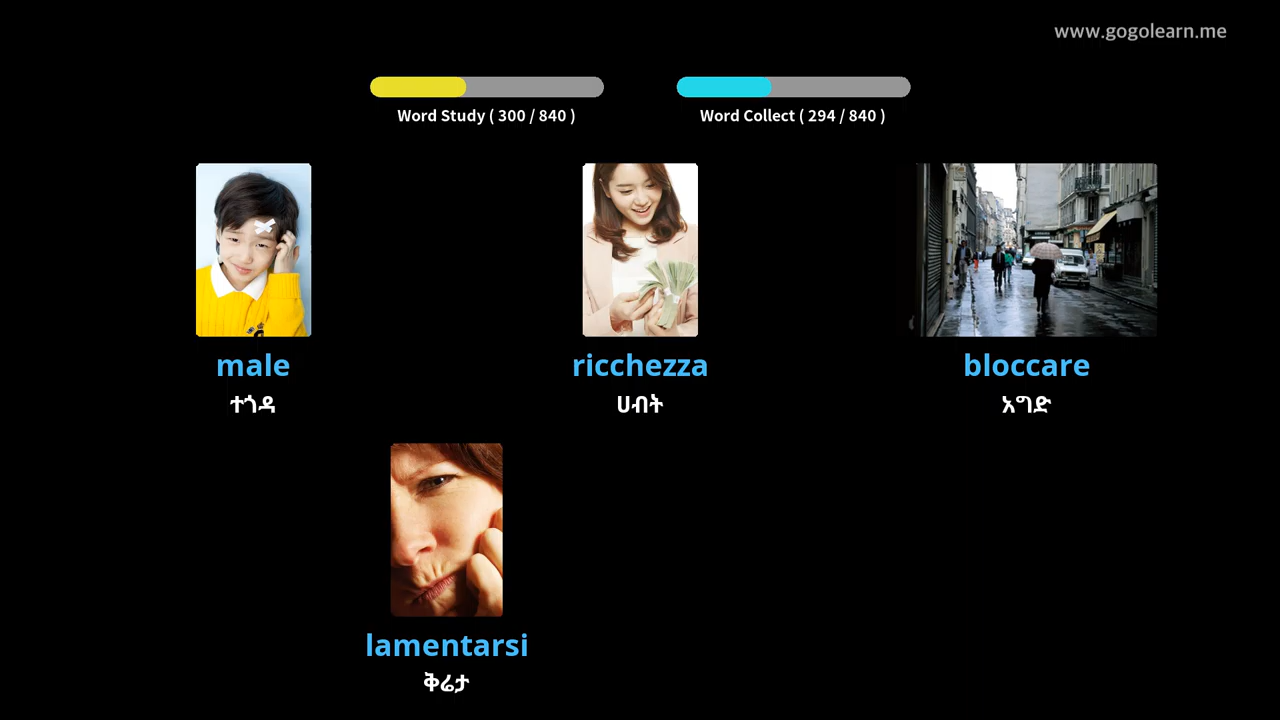 www.gogolearn.me
Word Study ( 300 / 840 )
Word Collect ( 294 / 840 )
male
ተጎዳ
ricchezza
ሀብት
bloccare
አግድ
lamentarsi
ቅሬታ